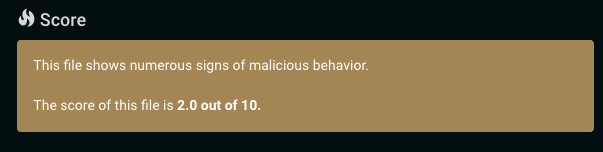 Score
This file shows numerous signs of malicious behavior.
The score of this file is 2.0 out of 10.